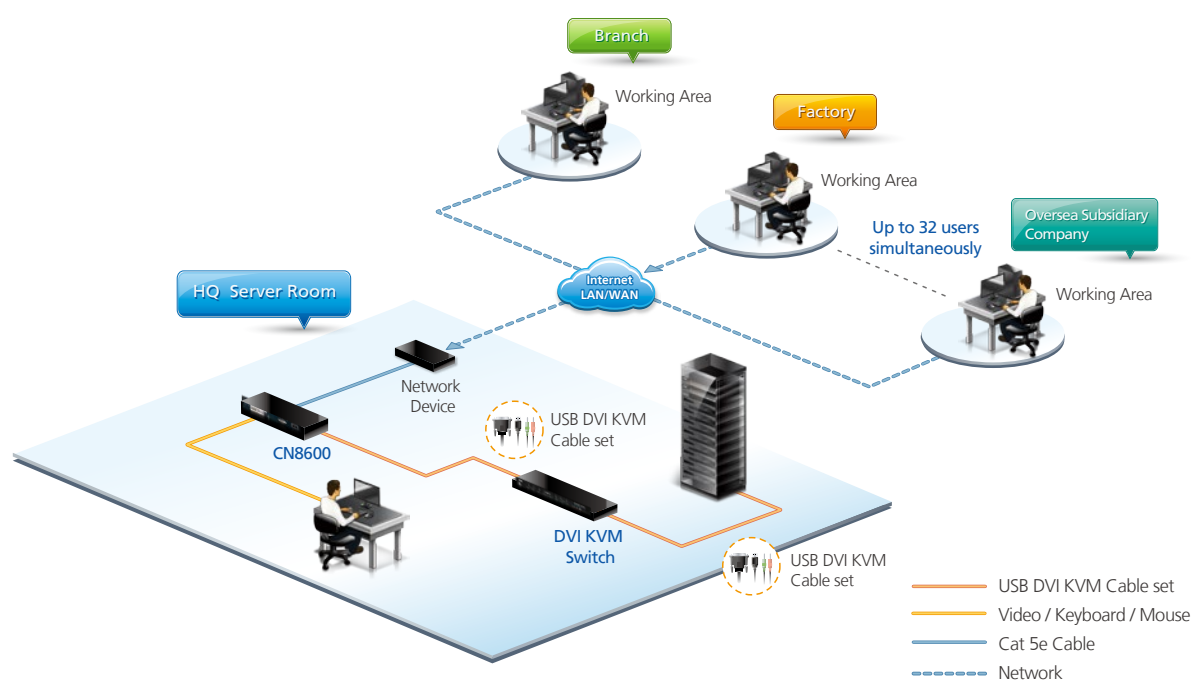 Branch
Working Area
Factory
Working Area
Up to 32 users
simultaneously
Oversea Subsidiary
Company
Working Area
Internet
LAN/WAN
HQ Server Room
Network
Device
CN8600
USB DVI KVM
Cable set
DVI KVM
Switch
USB DVI KVM
Cable set
USB DVI KVM Cable set
Video / Keyboard / Mouse
Cat 5e Cable
Network